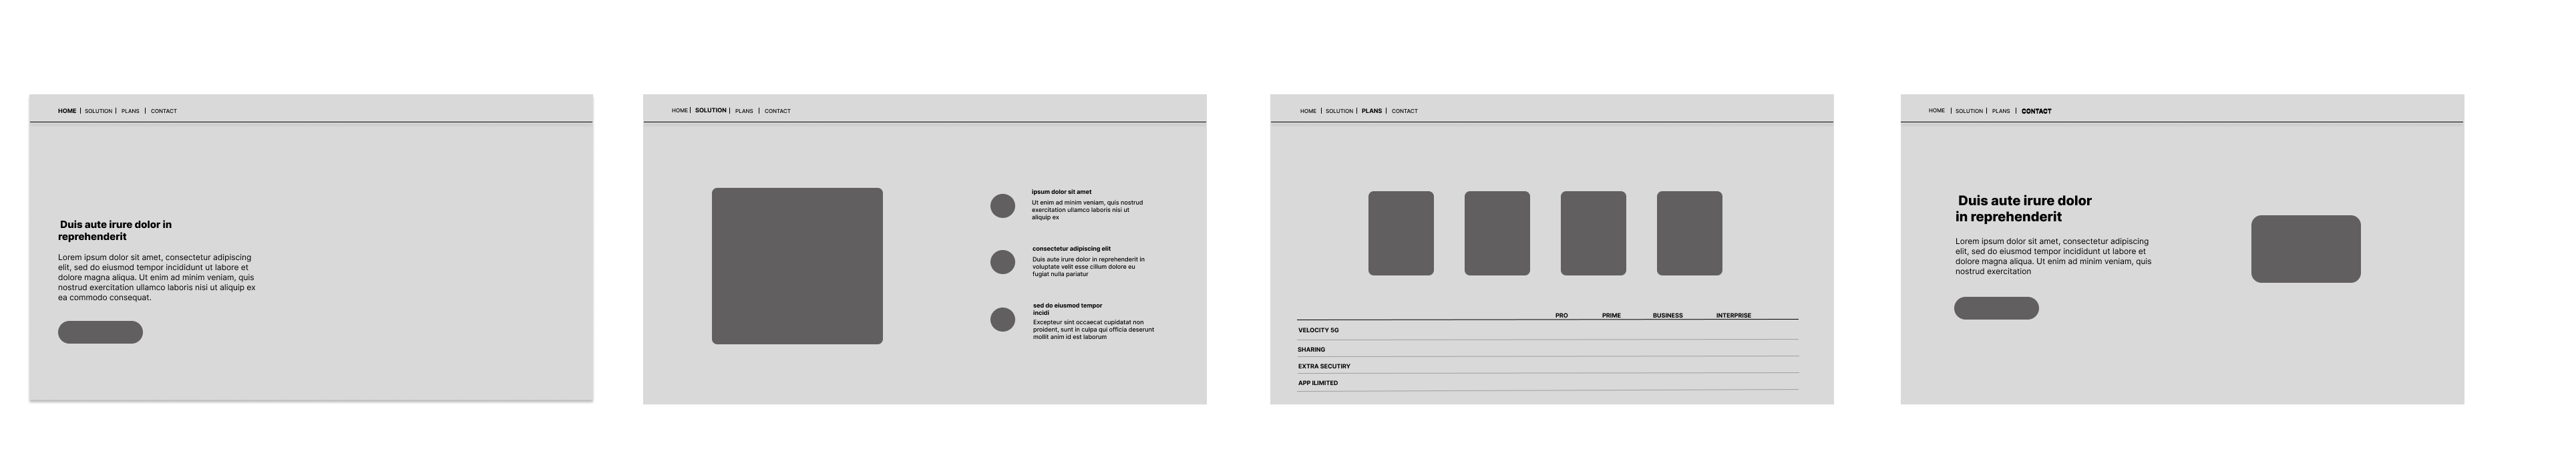 HOME | SOLUTION | PLANS | CONTACT
Duis aute irure dolor in
reprehenderit
Lorem ipsum dolor sit amet, consectetur adipiscing
elit, sed do eiusmod tempor incididunt ut labore et
dolore magna aliqua. Ut enim ad minim veniam, quis
nostrud exercitation ullamco laboris nisi ut aliquip ex
ea commodo consequat.
HOME | SOLUTION | PLANS | CONTACT
ipsum dolor sit amet
Ut enim ad minim veniam, quis nostrud
exercitation ullamco laboris nisi ut
aliquip ex
consectetur adipiscing elit
Duis aute irure dolor in reprehenderit in
voluptate velit esse cillum dolore eu
fugiat nulla pariatur
sed do eiusmod tempor
incidi
Excepteur sint occaecat cupidatat non
proident, sunt in culpa qui officia deserunt
mollit anim id est laborum
HOME | SOLUTION | PLANS | CONTACT
PRO PRIME BUSINESS INTERPRISE
VELOCITY 5G
SHARING
EXTRA SECUTIRY
APP ILIMITED
HOME | SOLUTION | PLANS | CONTACT
Duis aute irure dolor
in reprehenderit
Lorem ipsum dolor sit amet, consectetur adipiscing
elit, sed do eiusmod tempor incididunt ut labore et
dolore magna aliqua. Ut enim ad minim veniam, quis
nostrud exercitation